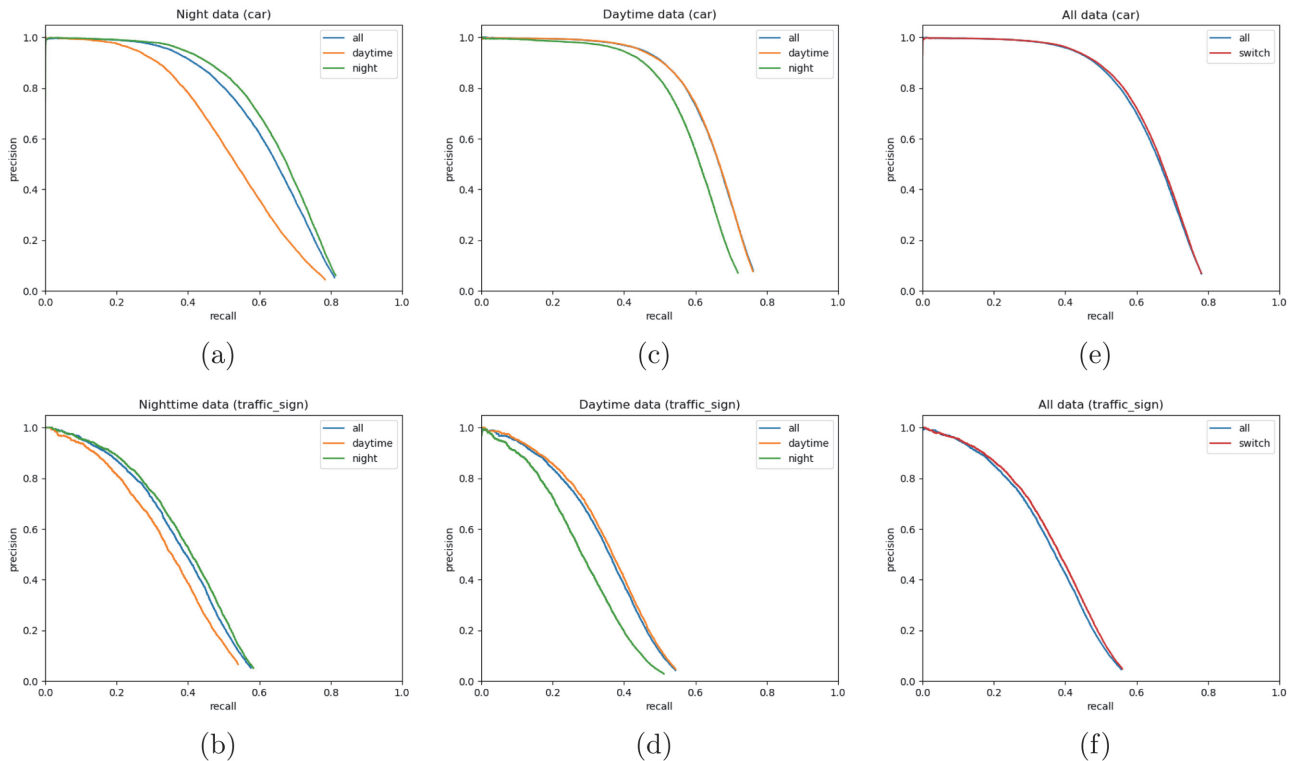 Night data (car)
precision
1.0
0.8
0.6
0.4
0.2
0.0
0.0 0.2 0.4 0.6 0.8 1.0
recall
all
daytime
night
(a)
Daytime data (car)
precision
1.0
0.8
0.6
0.4
0.2
0.0
0.0 0.2 0.4 0.6 0.8 1.0
recall
all
daytime
night
(c)
All data (car)
precision
1.0
0.8
0.6
0.4
0.2
0.0
0.0 0.2 0.4 0.6 0.8 1.0
recall
all
switch
(e)
Nighttime data (traffic_sign)
precision
1.0
0.8
0.6
0.4
0.2
0.0
0.0 0.2 0.4 0.6 0.8 1.0
recall
all
daytime
night
(b)
Daytime data (traffic_sign)
precision
1.0
0.8
0.6
0.4
0.2
0.0
0.0 0.2 0.4 0.6 0.8 1.0
recall
all
daytime
night
(d)
All data (traffic_sign)
precision
1.0
0.8
0.6
0.4
0.2
0.0
0.0 0.2 0.4 0.6 0.8 1.0
recall
all
switch
(f)